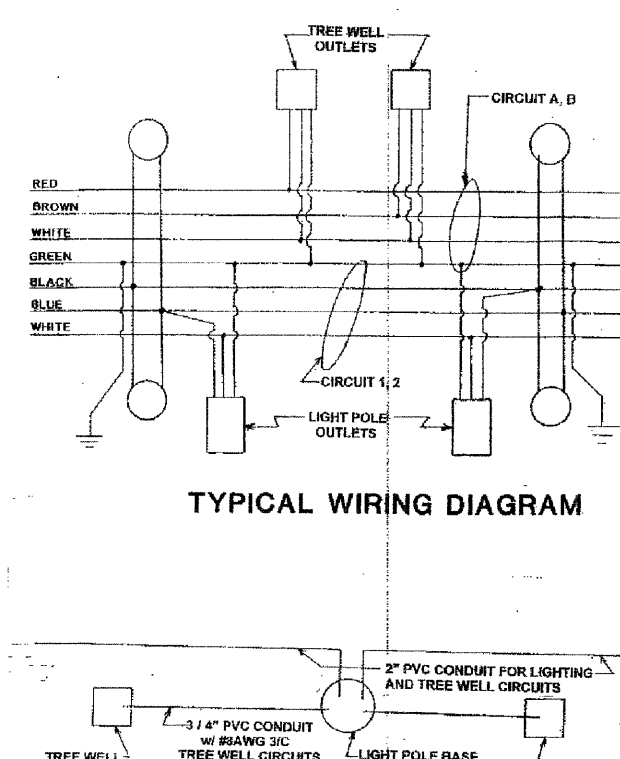 TREE WELL
OUTLETS
CIRCUIT A, B
RED
BROWN
WHITE
GREEN
BLACK
BLUE
WHITE
CIRCUIT 1, 2
LIGHT POLE
OUTLETS
TYPICAL WIRING DIAGRAM
2" PVC CONDUIT FOR LIGHTING
AND TREE WELL CIRCUITS
3 / 4" PVC CONDUIT
w/ #8AWG 3/C
TREE WELL CIRCUITS
TREE WELL
LIGHT POLE BASE